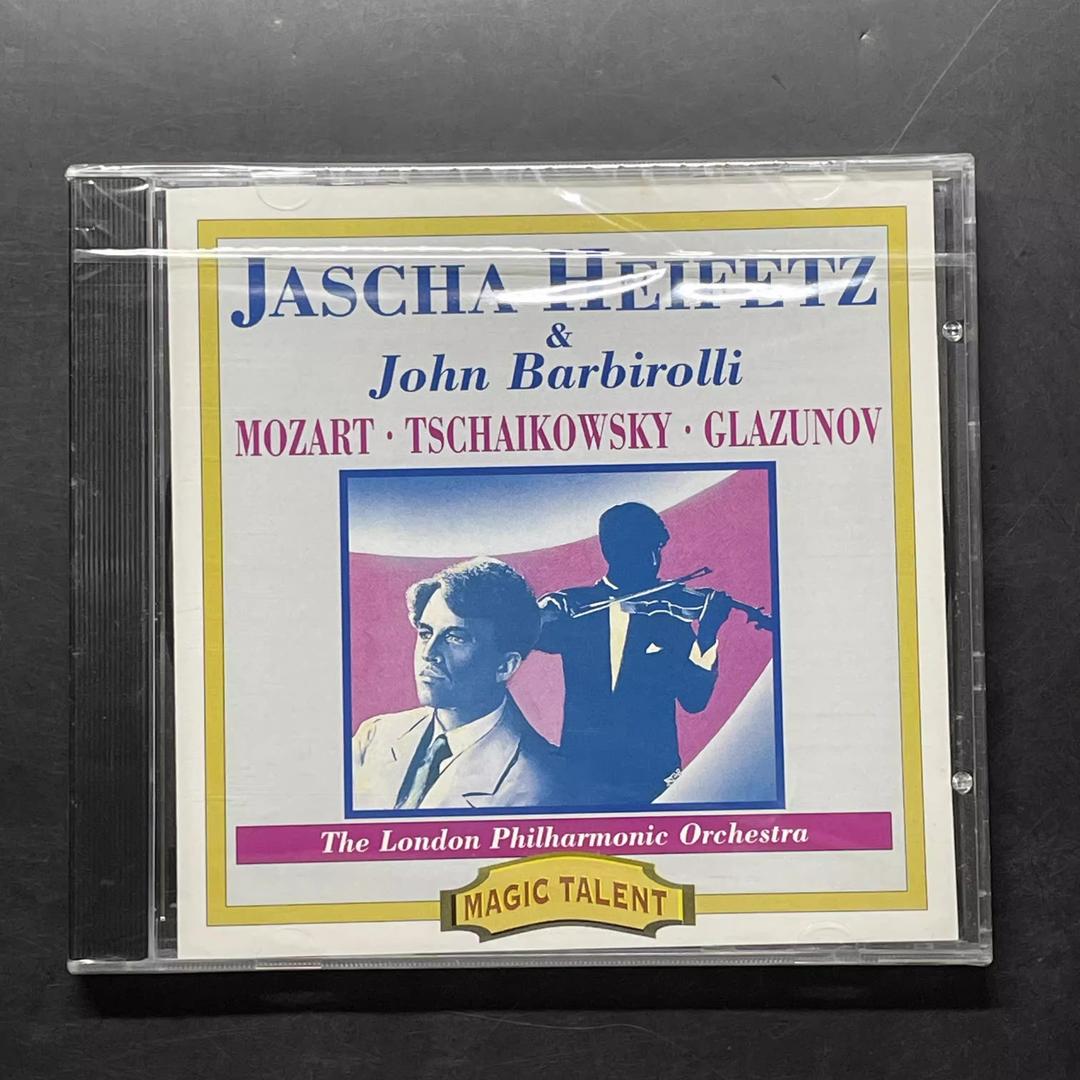 JASCHA HEIFETZ
&
John Barbirolli
MOZART · TSCHAIKOWSKY · GLAZUNOV
The London Philharmonic Orchestra
MAGIC TALENT